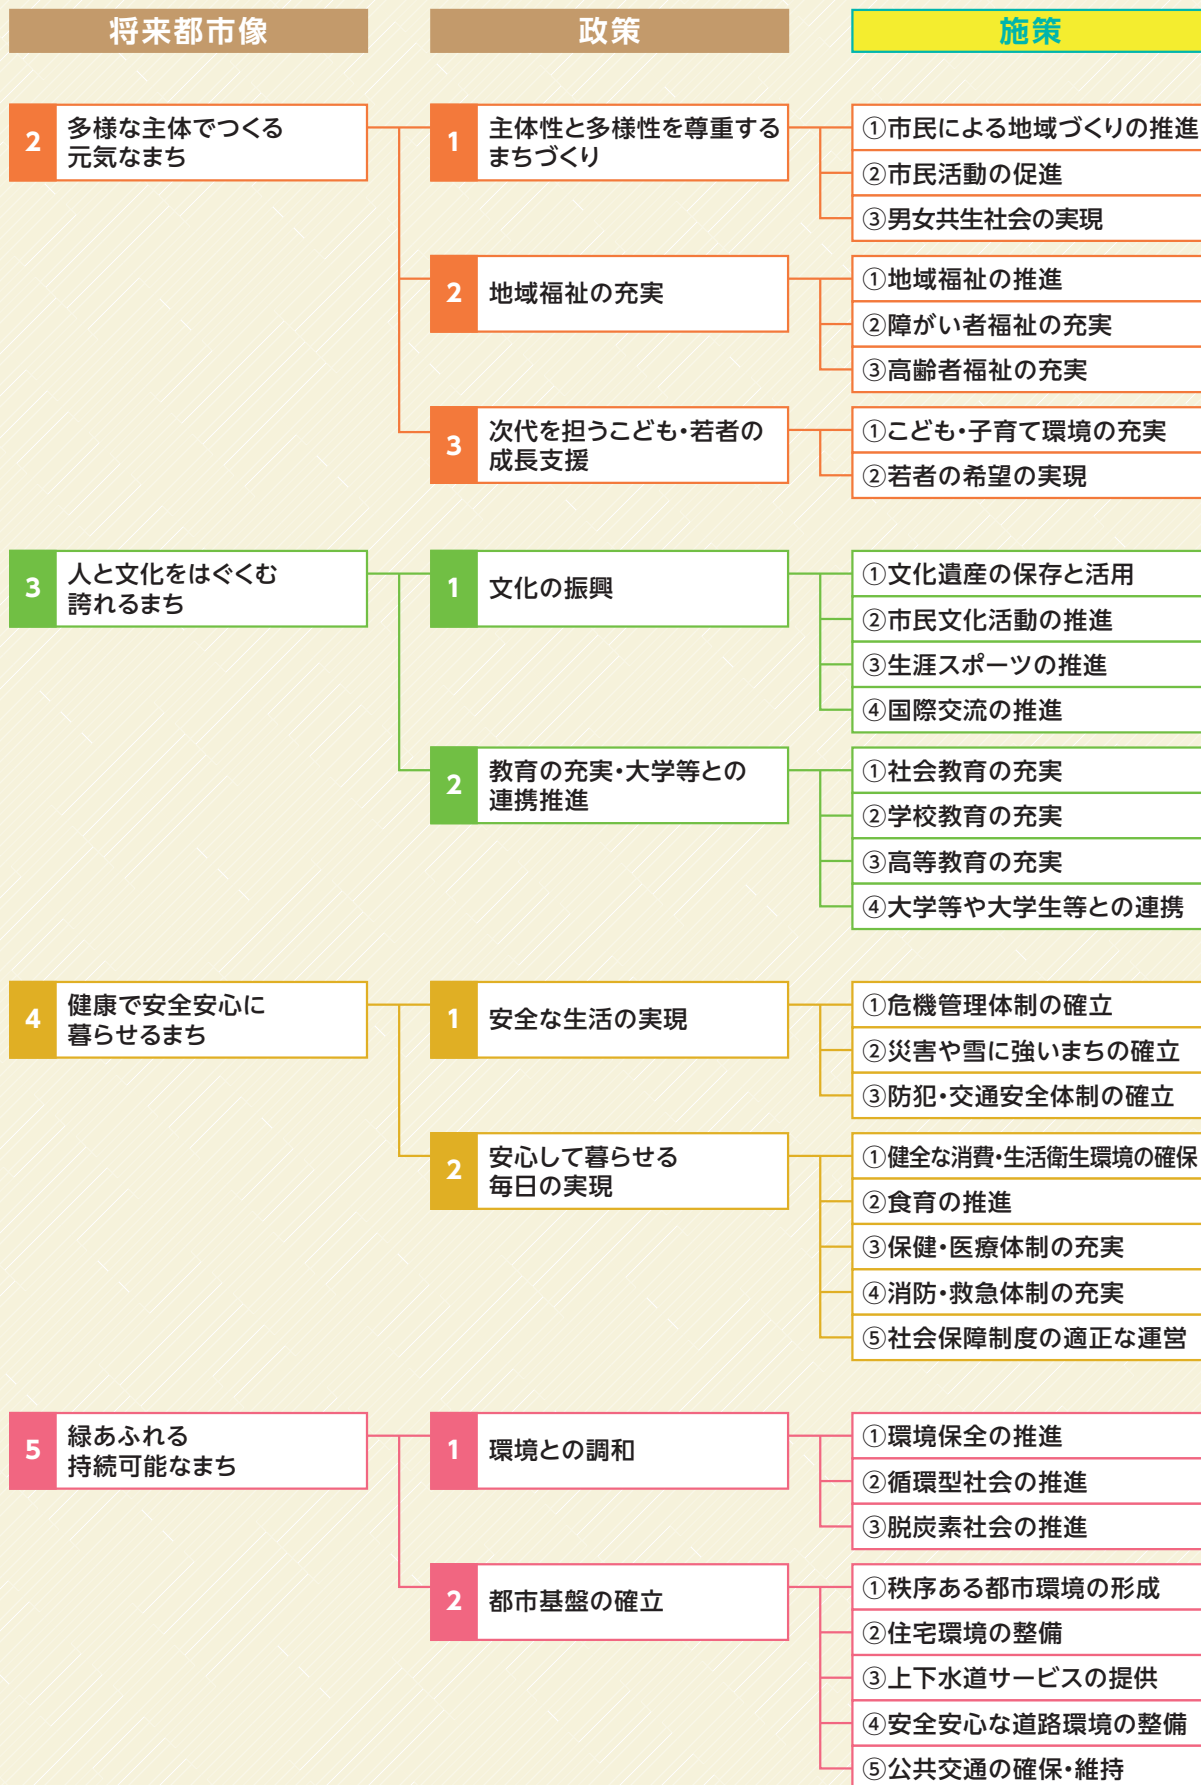 将来都市像
政策
施策
2
多様な主体でつくる
元気なまち
1
主体性と多様性を尊重する
まちづくり
①市民による地域づくりの推進
②市民活動の促進
③男女共生社会の実現
2
地域福祉の充実
①地域福祉の推進
②障がい者福祉の充実
③高齢者福祉の充実
3
次代を担うこども・若者の
成長支援
①こども・子育て環境の充実
②若者の希望の実現
3
人と文化をはぐくむ
誇れるまち
1
文化の振興
①文化遺産の保存と活用
②市民文化活動の推進
③生涯スポーツの推進
④国際交流の推進
2
教育の充実・大学等との
連携推進
①社会教育の充実
②学校教育の充実
③高等教育の充実
④大学等や大学生等との連携
4
健康で安全安心に
暮らせるまち
1
安全な生活の実現
①危機管理体制の確立
②災害や雪に強いまちの確立
③防犯・交通安全体制の確立
2
安心して暮らせる
毎日の実現
①健全な消費・生活衛生環境の確保
②食育の推進
③保健・医療体制の充実
④消防・救急体制の充実
⑤社会保障制度の適正な運営
5
緑あふれる
持続可能なまち
1
環境との調和
①環境保全の推進
②循環型社会の推進
③脱炭素社会の推進
2
都市基盤の確立
①秩序ある都市環境の形成
②住宅環境の整備
③上下水道サービスの提供
④安全安心な道路環境の整備
⑤公共交通の確保・維持